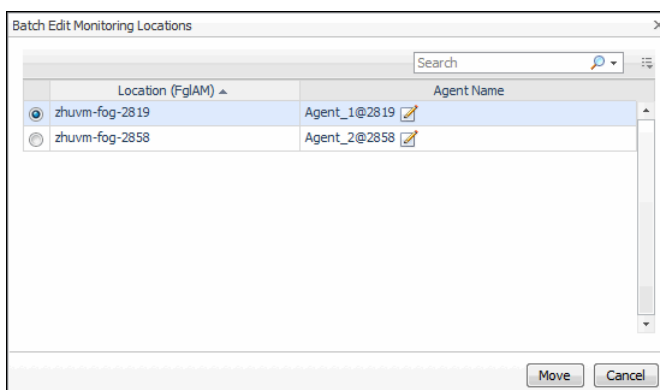 Batch Edit Monitoring Locations
Search
Location (FglAM) Agent Name
zhuvm-fog-2819 Agent_1@2819
zhuvm-fog-2858 Agent_2@2858
Move Cancel